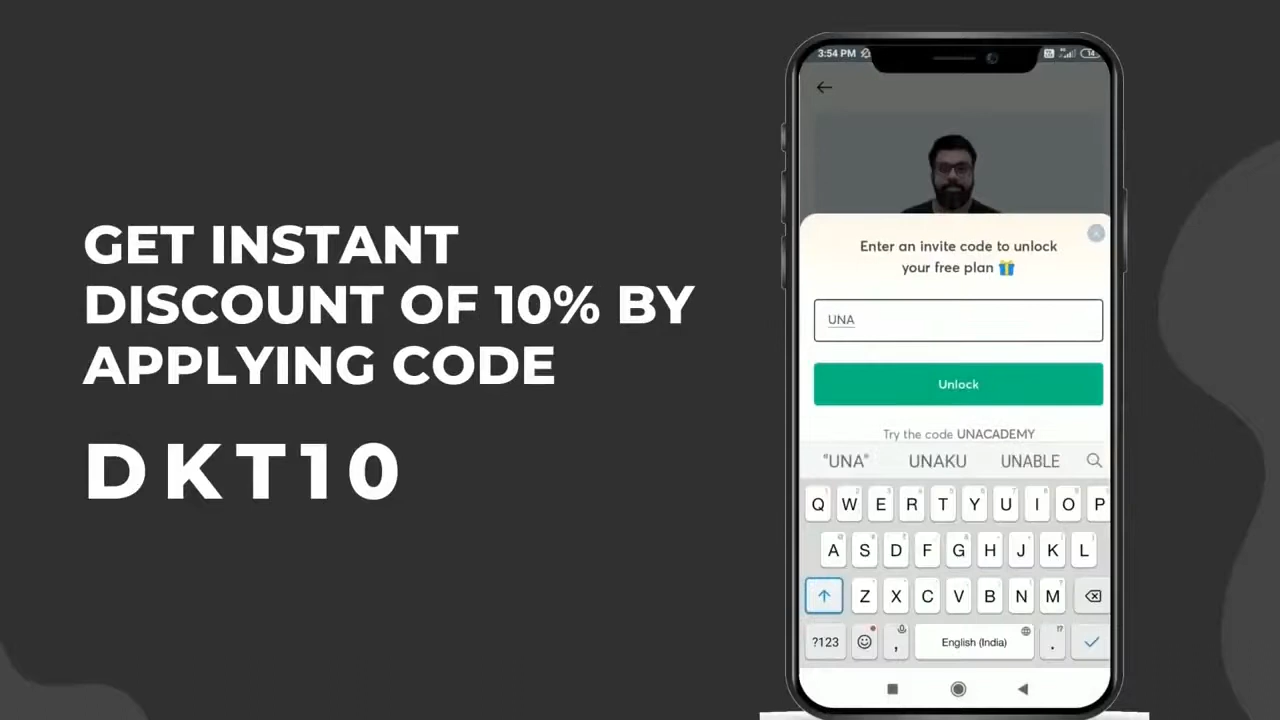 GET INSTANT
DISCOUNT OF 10% BY
APPLYING CODE
DKT10
3:54 PM
14
Enter an invite code to unlock
your free plan 🎁
UNA
Unlock
Try the code UNACADEMY
"UNA" UNAKU UNABLE
Q W E R T Y U I O P
A S D F G H J K L
Z X C V B N M
?123 , English (India) .